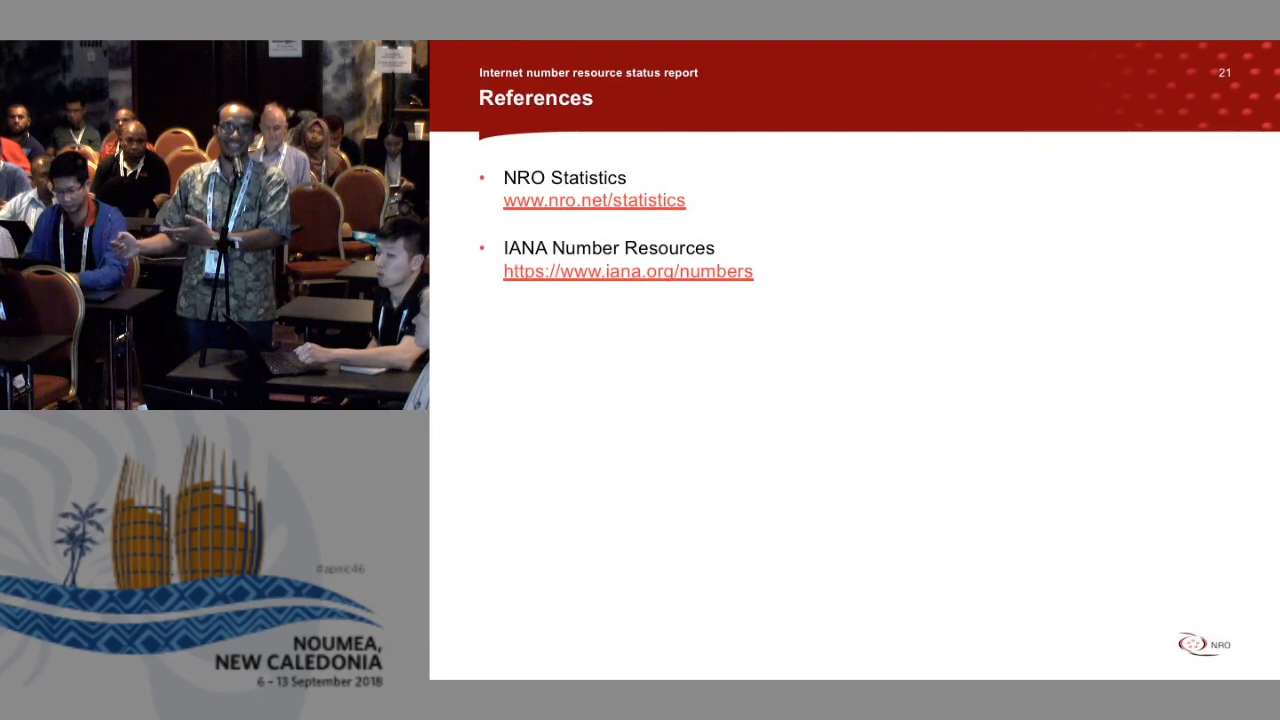 Internet number resource status report
21
References
• NRO Statistics
www.nro.net/statistics
• IANA Number Resources
https://www.iana.org/numbers
NRO
#apnic46
NOUMEA,
NEW CALEDONIA
6 - 13 September 2018